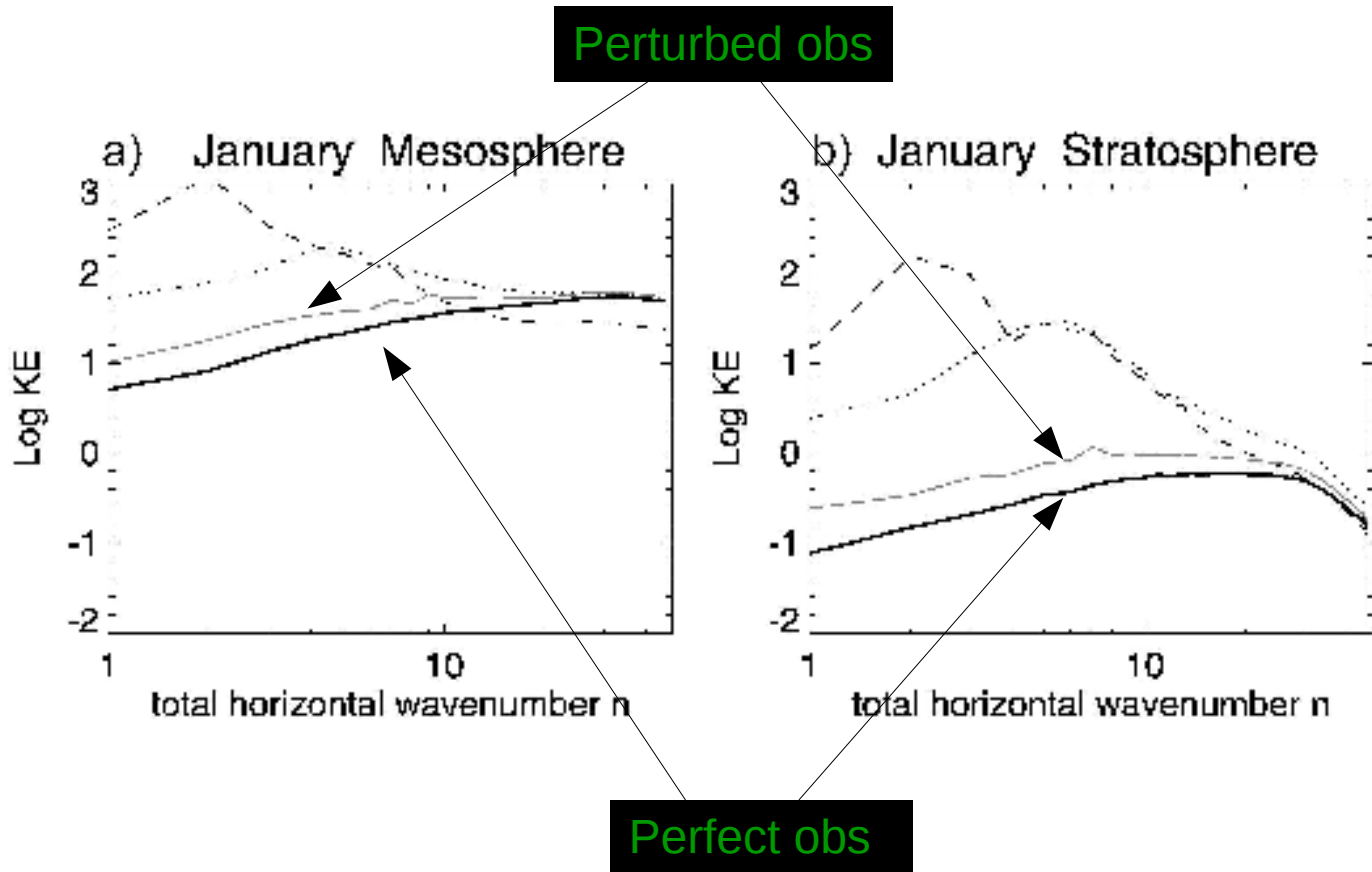 Perturbed obs
a) January Mesosphere
3
2
1
0
-1
-2
Log KE
1 10
total horizontal wavenumber n
b) January Stratosphere
3
2
1
0
-1
-2
Log KE
1 10
total horizontal wavenumber n
Perfect obs